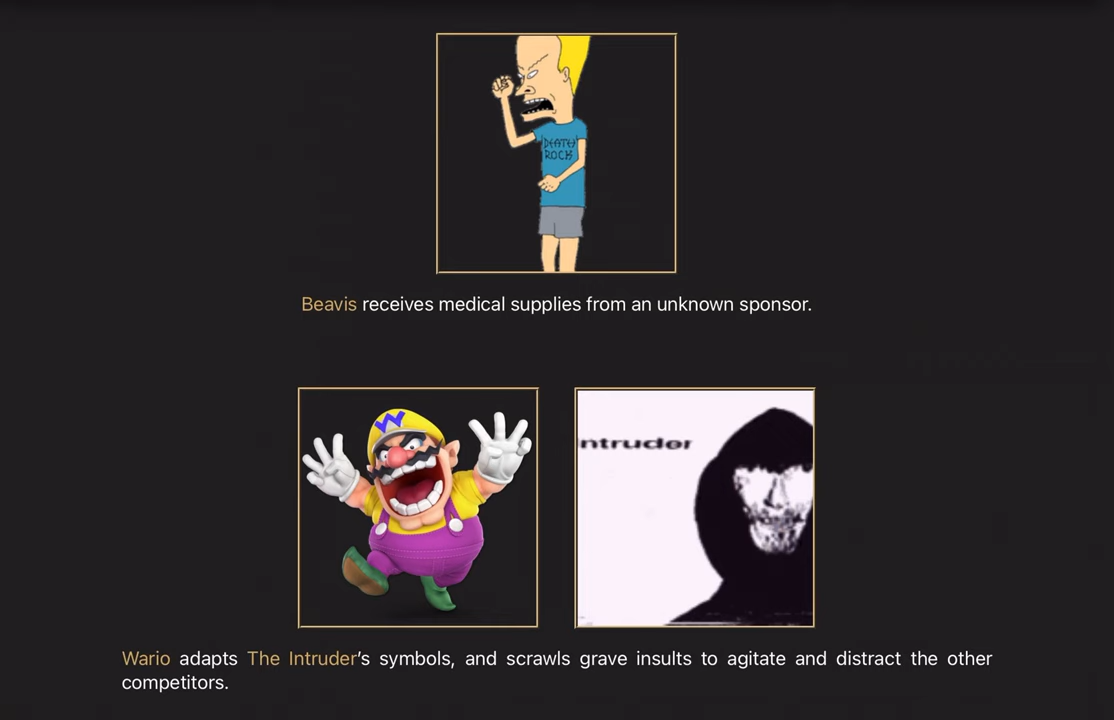 DEATH
ROCK
Beavis receives medical supplies from an unknown sponsor.
ntruder
Wario adapts The Intruder's symbols, and scrawls grave insults to agitate and distract the other
competitors.